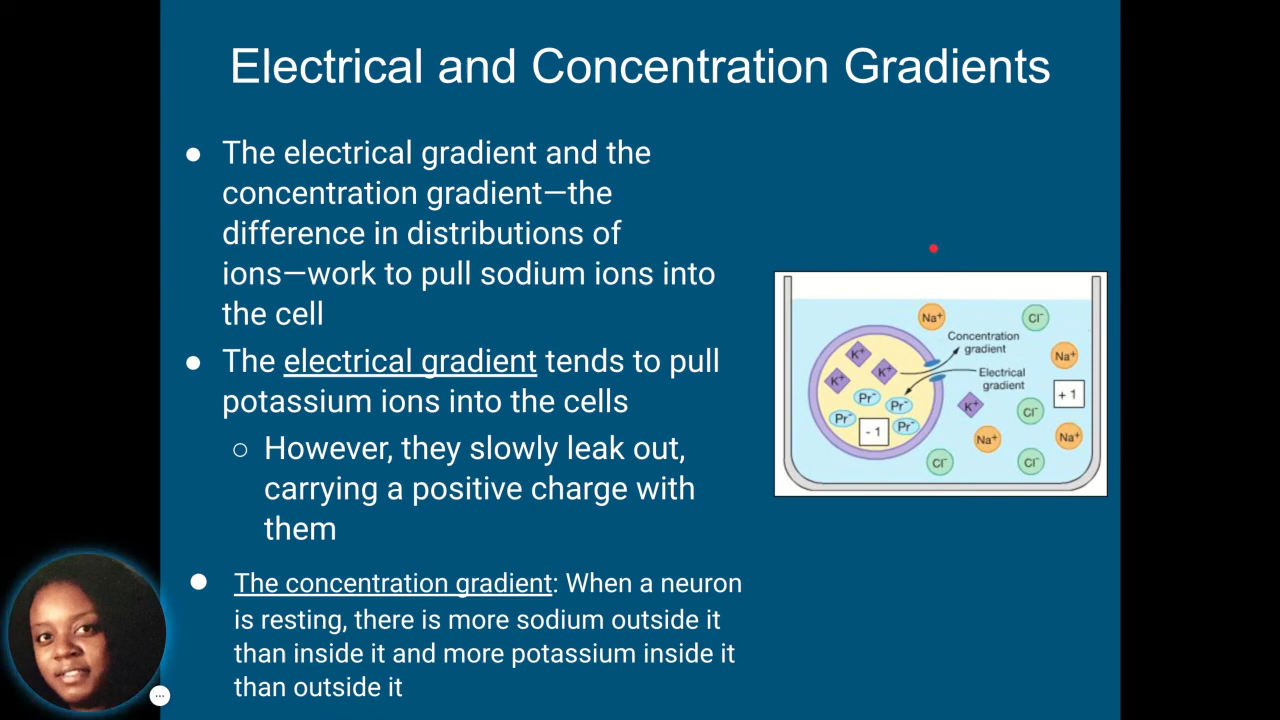 Electrical and Concentration Gradients
● The electrical gradient and the
concentration gradient—the
difference in distributions of
ions—work to pull sodium ions into
the cell
● The electrical gradient tends to pull
potassium ions into the cells
○ However, they slowly leak out,
carrying a positive charge with
them
● The concentration gradient: When a neuron
is resting, there is more sodium outside it
than inside it and more potassium inside it
than outside it
Na⁺
Cl⁻
Concentration
gradient
K⁺
Na⁺
K⁺
K⁺
Electrical
gradient
+ 1
Pr⁻
Pr⁻
K⁺
Cl⁻
Pr⁻
Pr⁻
- 1
Na⁺
Na⁺
Cl⁻
Cl⁻